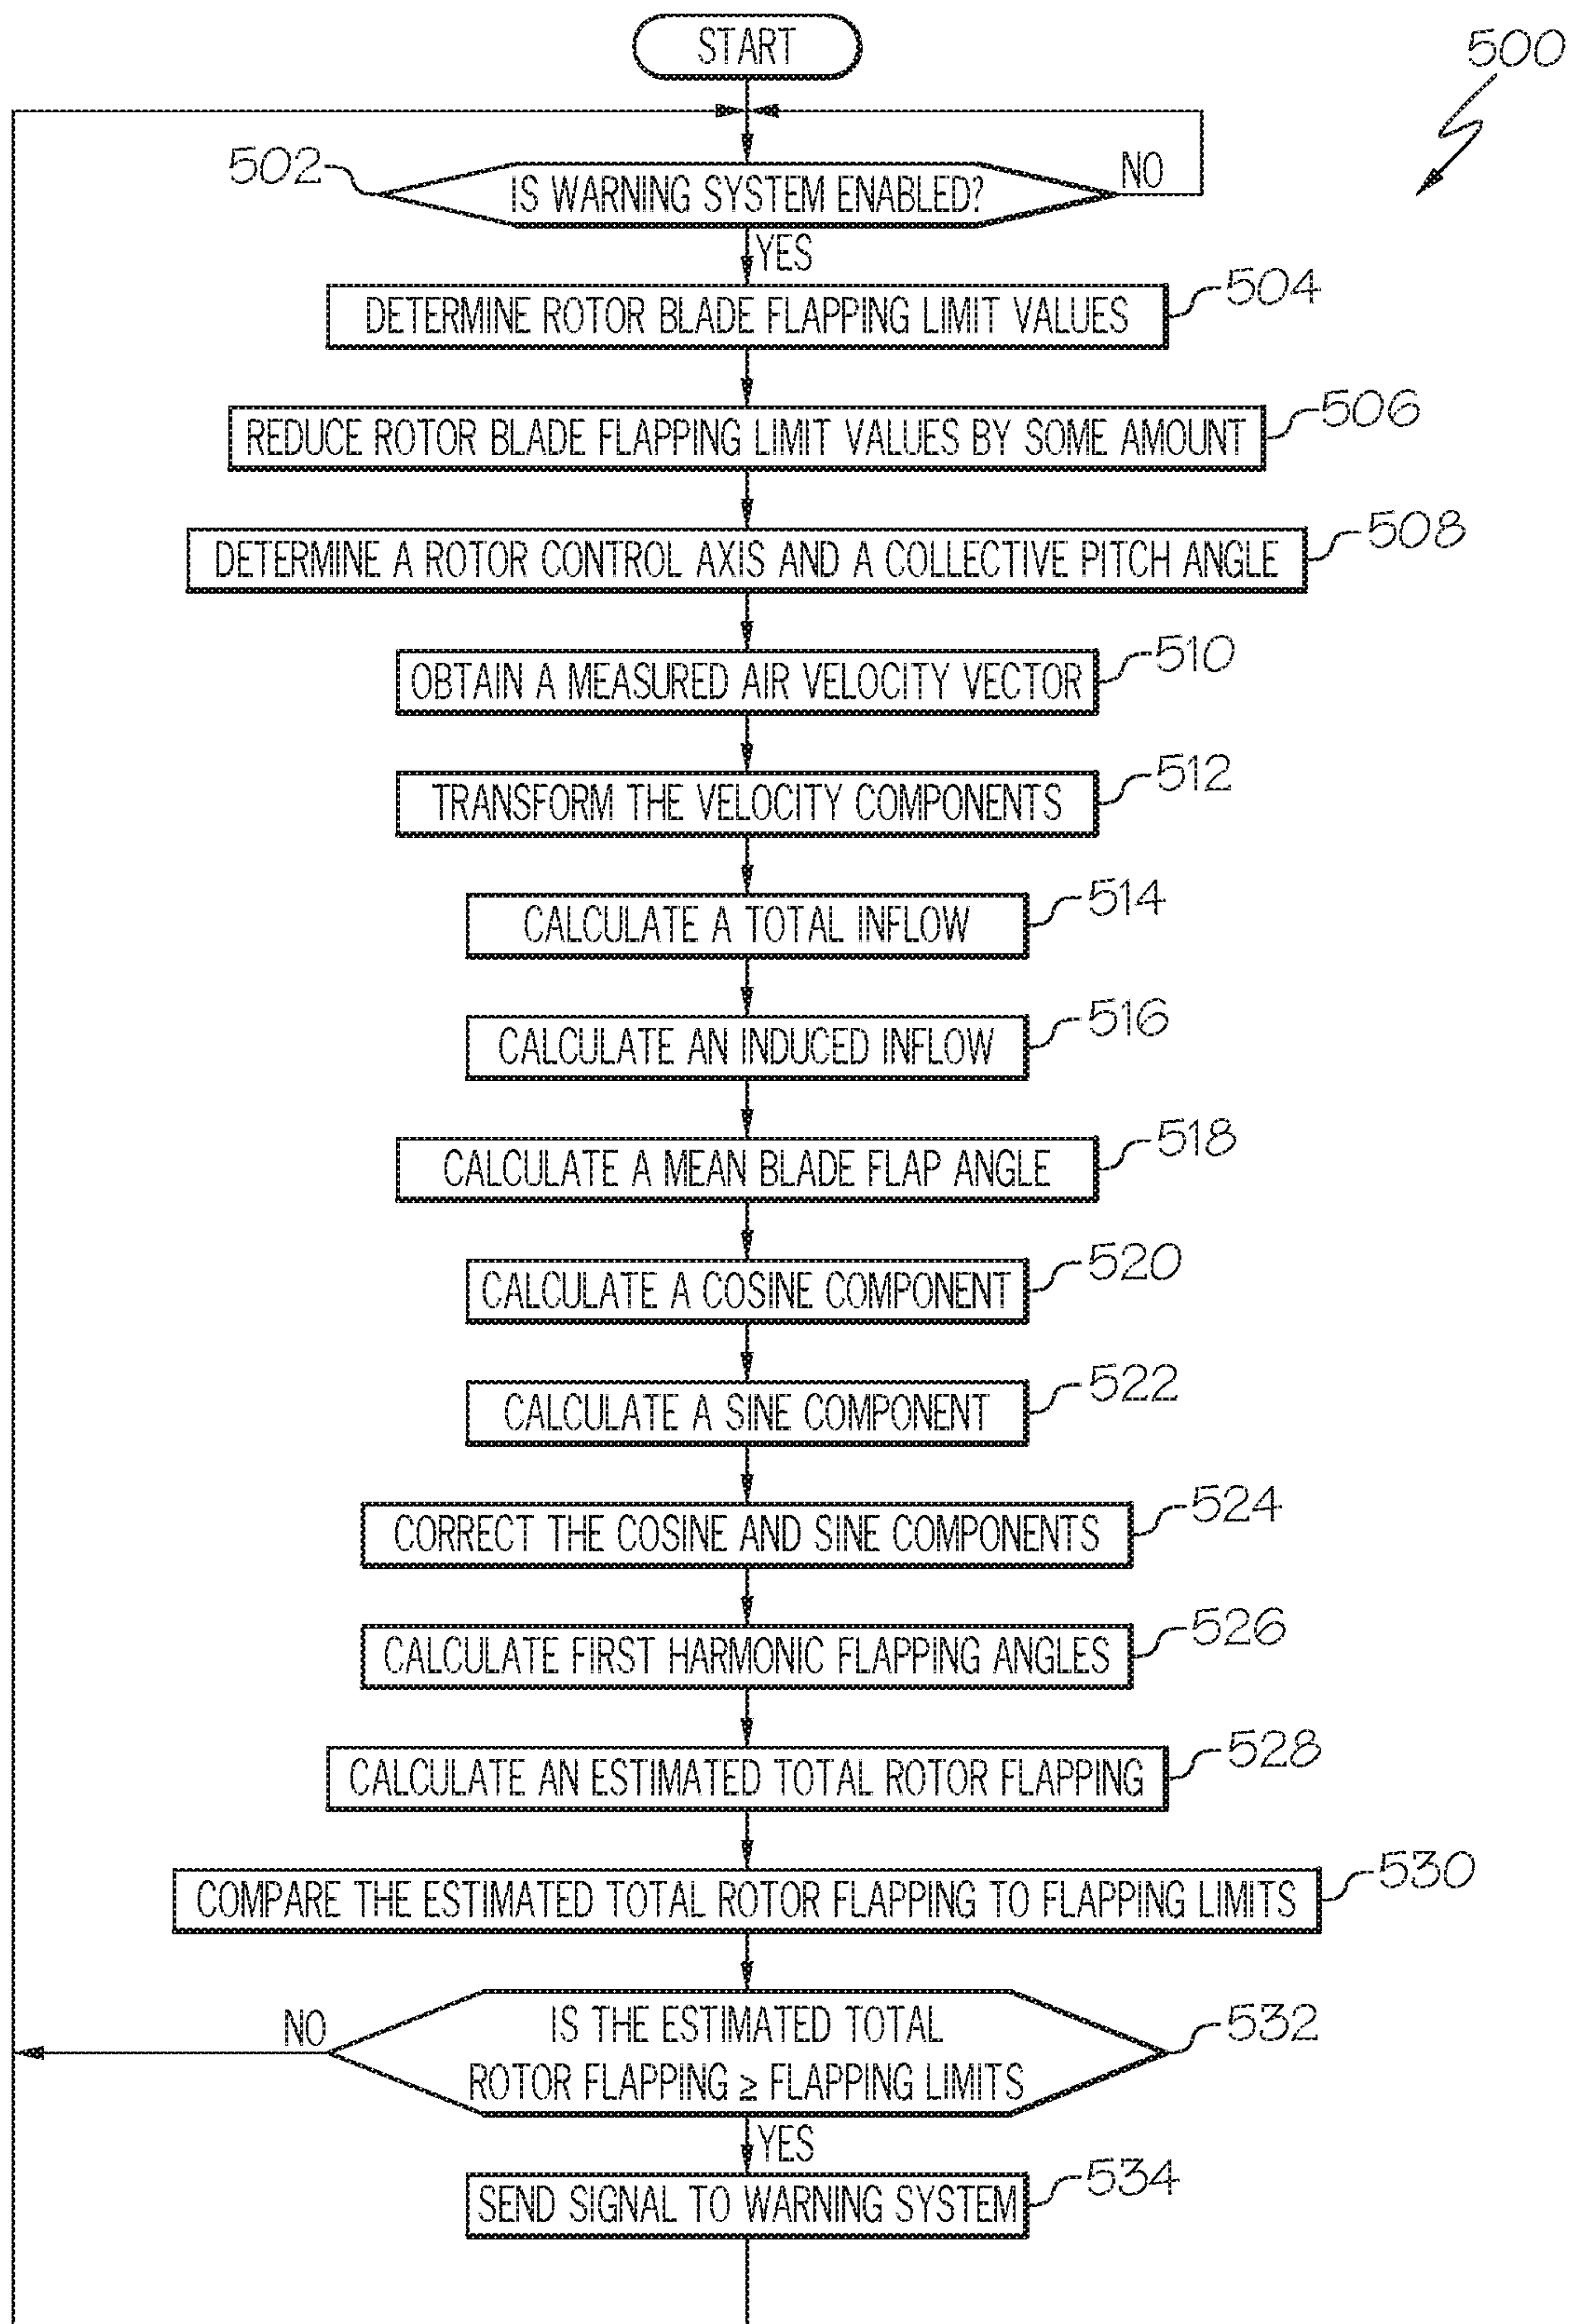 START
500
502
IS WARNING SYSTEM ENABLED?
NO
YES
DETERMINE ROTOR BLADE FLAPPING LIMIT VALUES
504
REDUCE ROTOR BLADE FLAPPING LIMIT VALUES BY SOME AMOUNT
506
DETERMINE A ROTOR CONTROL AXIS AND A COLLECTIVE PITCH ANGLE
508
OBTAIN A MEASURED AIR VELOCITY VECTOR
510
TRANSFORM THE VELOCITY COMPONENTS
512
CALCULATE A TOTAL INFLOW
514
CALCULATE AN INDUCED INFLOW
516
CALCULATE A MEAN BLADE FLAP ANGLE
518
CALCULATE A COSINE COMPONENT
520
CALCULATE A SINE COMPONENT
522
CORRECT THE COSINE AND SINE COMPONENTS
524
CALCULATE FIRST HARMONIC FLAPPING ANGLES
526
CALCULATE AN ESTIMATED TOTAL ROTOR FLAPPING
528
COMPARE THE ESTIMATED TOTAL ROTOR FLAPPING TO FLAPPING LIMITS
530
NO
IS THE ESTIMATED TOTAL
ROTOR FLAPPING ≥ FLAPPING LIMITS
532
YES
SEND SIGNAL TO WARNING SYSTEM
534